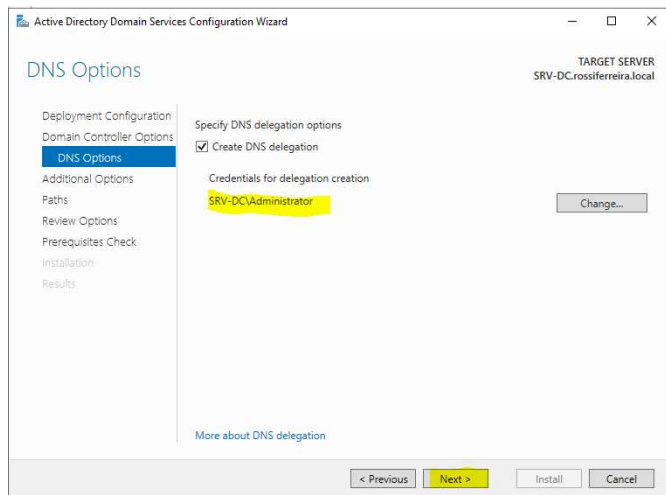 Active Directory Domain Services Configuration Wizard
DNS Options
TARGET SERVER
SRV-DC.rossiferreira.local
Deployment Configuration
Domain Controller Options
DNS Options
Additional Options
Paths
Review Options
Prerequisites Check
Installation
Results
Specify DNS delegation options
Create DNS delegation
Credentials for delegation creation
SRV-DC\Administrator
Change...
More about DNS delegation
< Previous
Next >
Install
Cancel